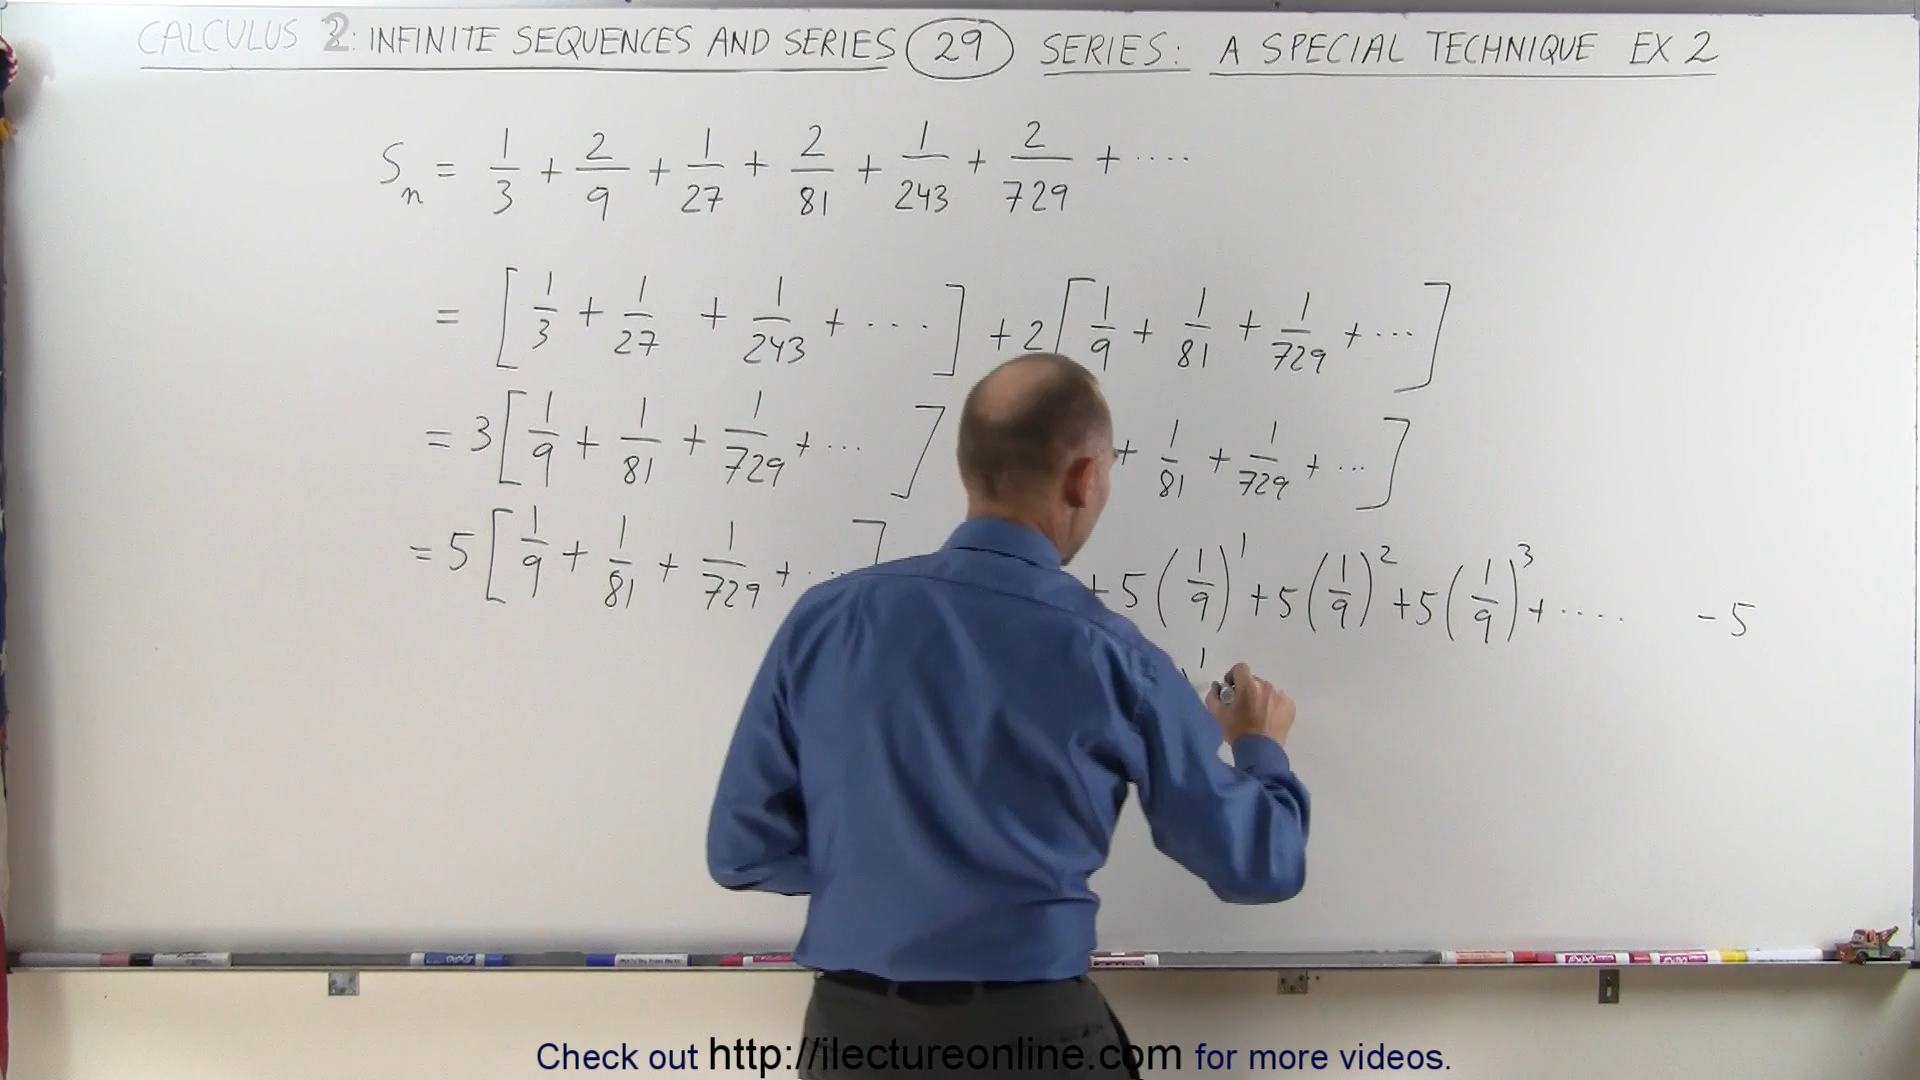 CALCULUS 2: INFINITE SEQUENCES AND SERIES (29) SERIES: A SPECIAL TECHNIQUE EX 2
Sₙ = 1/3 + 2/9 + 1/27 + 2/81 + 1/243 + 2/729 + ....
= [1/3 + 1/27 + 1/243 + ....] + 2[1/9 + 1/81 + 1/729 + ...]
= 3[1/9 + 1/81 + 1/729 + ... ] + 1/81 + 1/729 + ...]
= 5[1/9 + 1/81 + 1/729 + ...] + 5(1/9)^1 + 5(1/9)^2 + 5(1/9)^3 + .... - 5
1
Check out http://ilectureonline.com for more videos.